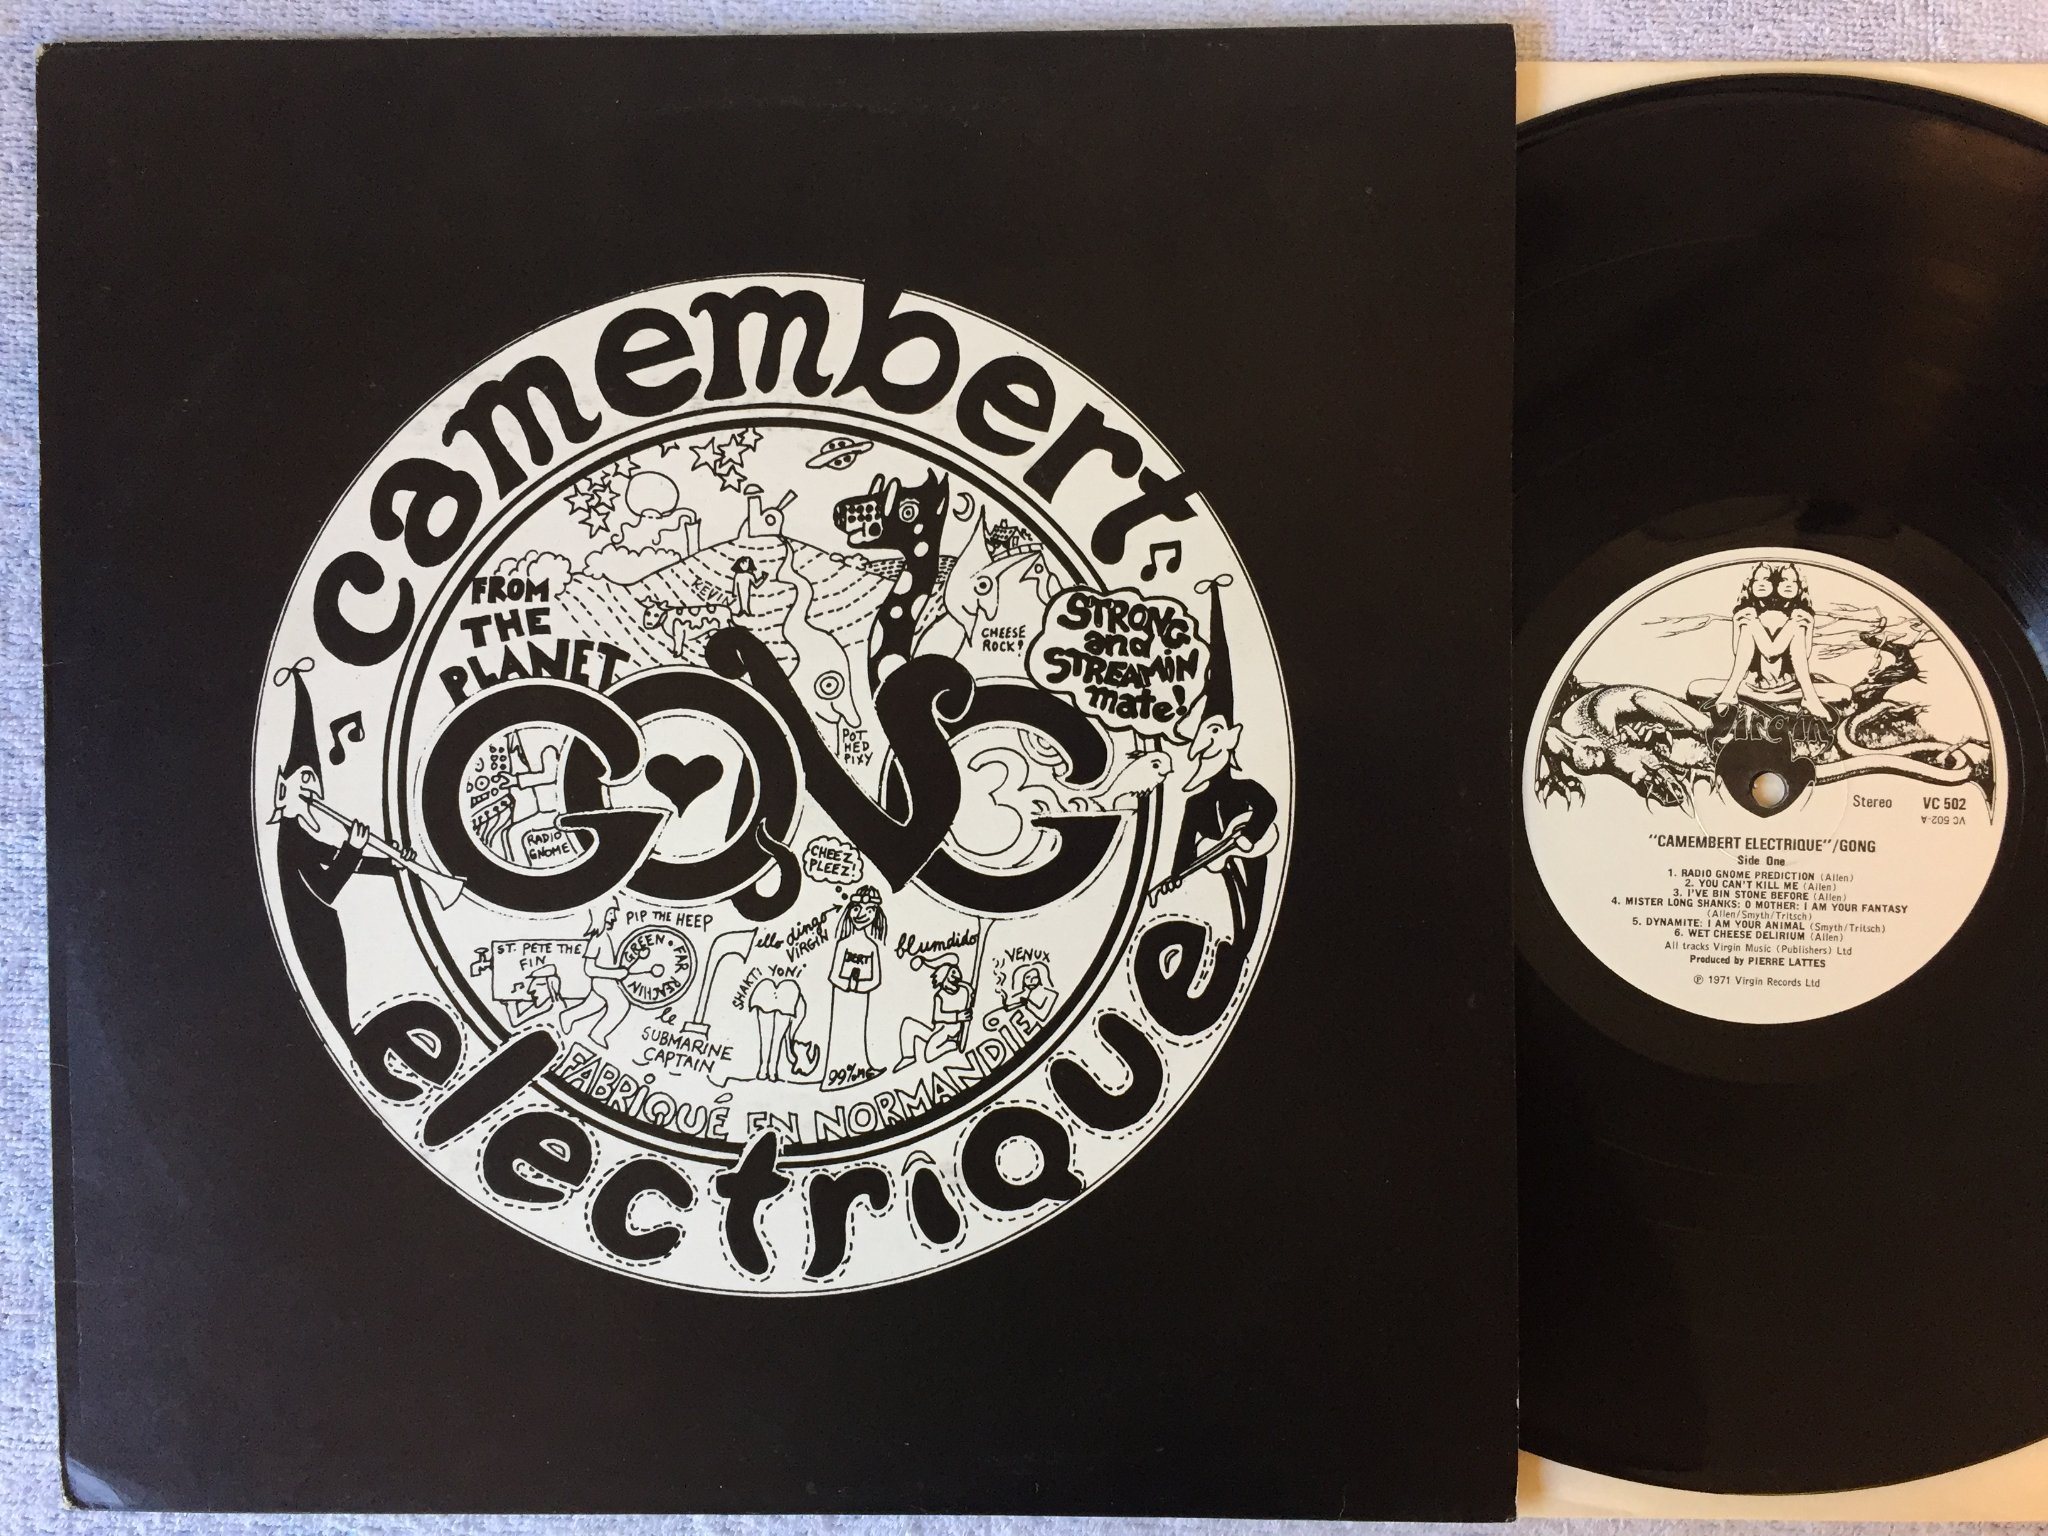 camembert
electrique
FROM
THE
PLANET
GONG
KEVIN
CHEESE
ROCK!
STRONG
and
STREAMiN
mate!
POT
HED
PIXY
RADIO
GNOME
CHEEZ
PLEEZ!
PIP THE HEEP
ST. PETE THE
FIN
GREEN · FAR
REACHIN
le
SUBMARINE
CAPTAIN
ello dingo
VIRGIN
SHAKTI YONi
BERT
blumdido
VENUX
99%
FABRIQUÉ EN NORMANDIE
Virgin
Stereo VC 502
VC 502-A
"CAMEMBERT ELECTRIQUE"/GONG
Side One
1. RADIO GNOME PREDICTION (Allen)
2. YOU CAN'T KILL ME (Allen)
3. I'VE BIN STONE BEFORE (Allen)
4. MISTER LONG SHANKS: O MOTHER: I AM YOUR FANTASY
(Allen/Smyth/Tritsch)
5. DYNAMITE: I AM YOUR ANIMAL (Smyth/Tritsch)
6. WET CHEESE DELIRIUM (Allen)
All tracks Virgin Music (Publishers) Ltd
Produced by PIERRE LATTES
℗ 1971 Virgin Records Ltd